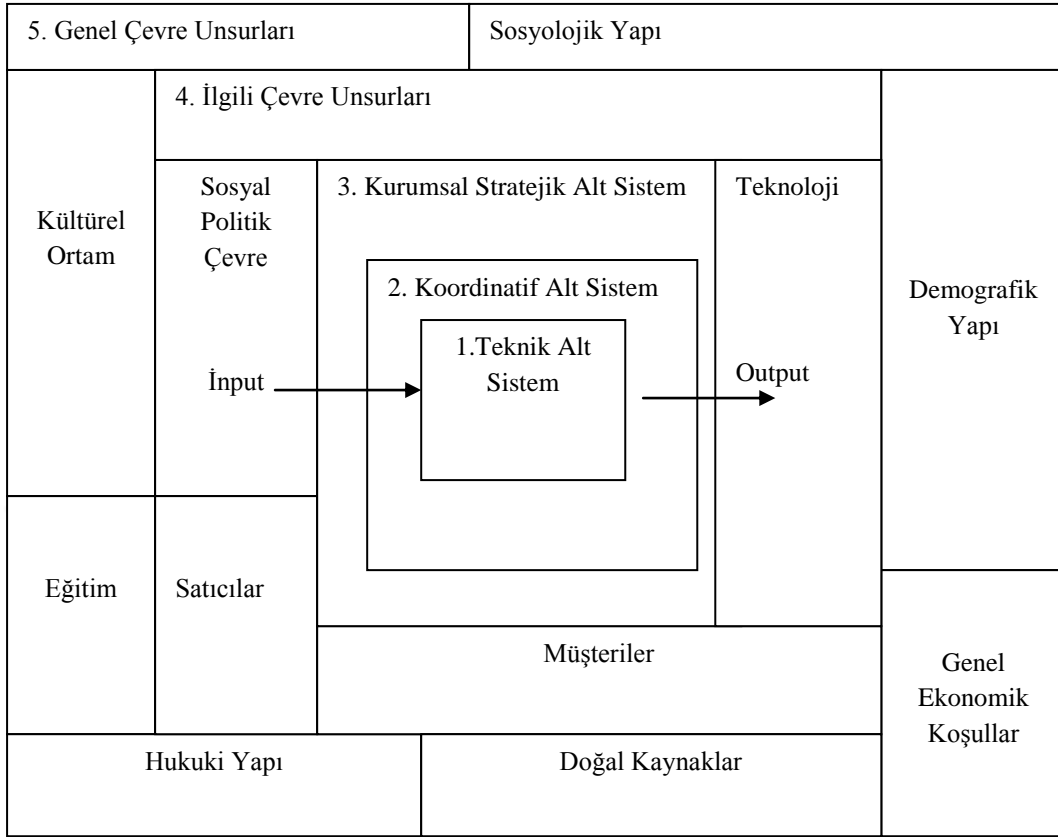 5. Genel Çevre Unsurları
Sosyolojik Yapı
4. İlgili Çevre Unsurları
Kültürel
Ortam
Sosyal
Politik
Çevre
3. Kurumsal Stratejik Alt Sistem
Teknoloji
2. Koordinatif Alt Sistem
1.Teknik Alt
Sistem
İnput
Output
Demografik
Yapı
Eğitim
Satıcılar
Müşteriler
Genel
Ekonomik
Koşullar
Hukuki Yapı
Doğal Kaynaklar